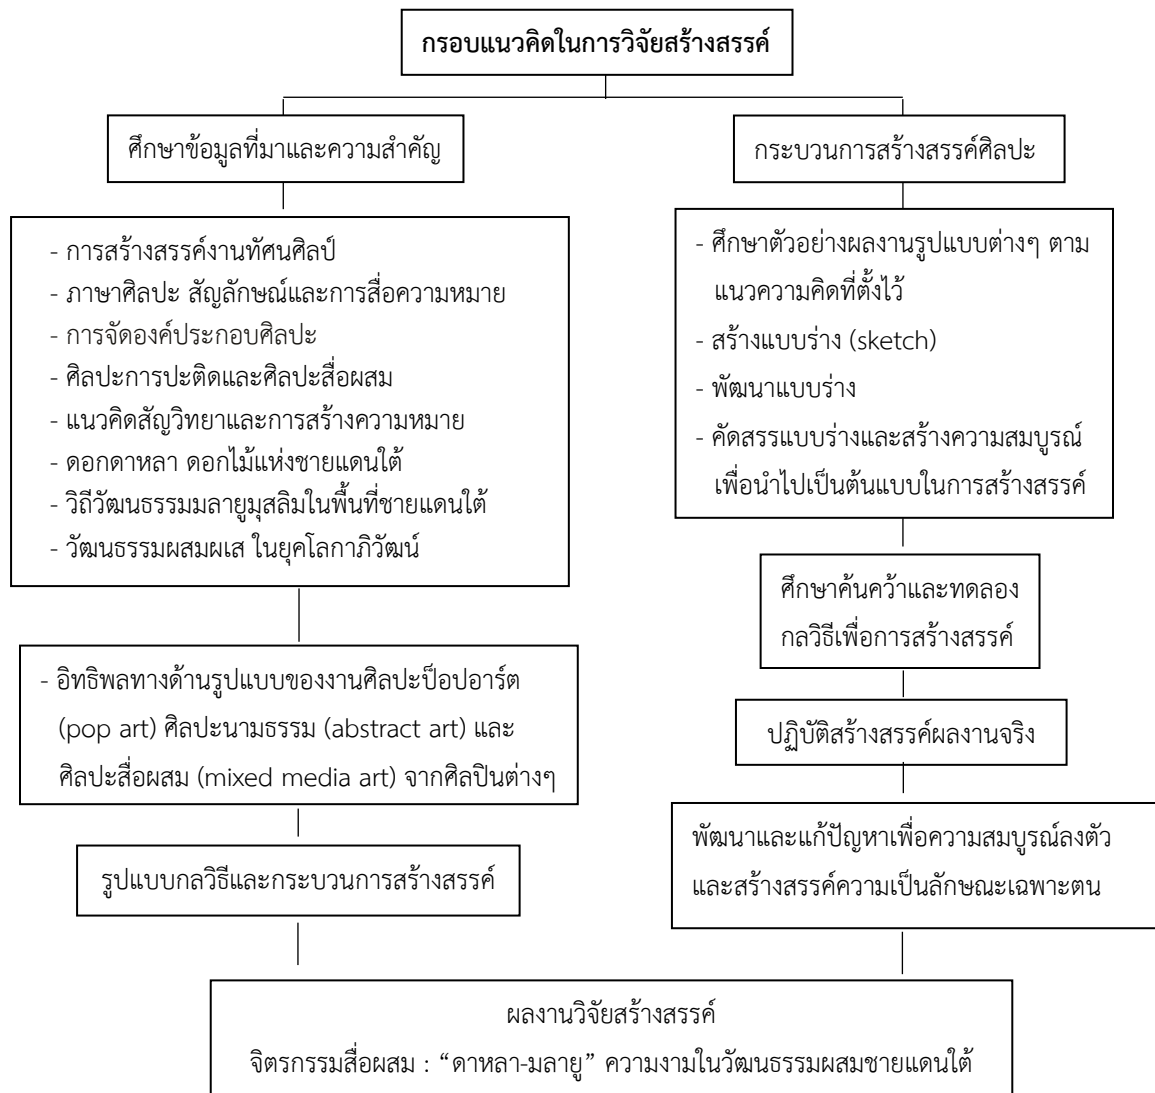 กรอบแนวคิดในการวิจัยสร้างสรรค์
ศึกษาข้อมูลที่มาและความสำคัญ
- การสร้างสรรค์งานทัศนศิลป์
- ภาษาศิลปะ สัญลักษณ์และการสื่อความหมาย
- การจัดองค์ประกอบศิลปะ
- ศิลปะการปะติดและศิลปะสื่อผสม
- แนวคิดสัญวิทยาและการสร้างความหมาย
- ดอกดาหลา ดอกไม้แห่งชายแดนใต้
- วิถีวัฒนธรรมมลายูมุสลิมในพื้นที่ชายแดนใต้
- วัฒนธรรมผสมผเส ในยุคโลกาภิวัฒน์
- อิทธิพลทางด้านรูปแบบของงานศิลปะป็อปอาร์ต
(pop art) ศิลปะนามธรรม (abstract art) และ
ศิลปะสื่อผสม (mixed media art) จากศิลปินต่างๆ
รูปแบบกลวิธีและกระบวนการสร้างสรรค์
กระบวนการสร้างสรรค์ศิลปะ
- ศึกษาตัวอย่างผลงานรูปแบบต่างๆ ตาม
แนวความคิดที่ตั้งไว้
- สร้างแบบร่าง (sketch)
- พัฒนาแบบร่าง
- คัดสรรแบบร่างและสร้างความสมบูรณ์
เพื่อนำไปเป็นต้นแบบในการสร้างสรรค์
ศึกษาค้นคว้าและทดลอง
กลวิธีเพื่อการสร้างสรรค์
ปฏิบัติสร้างสรรค์ผลงานจริง
พัฒนาและแก้ปัญหาเพื่อความสมบูรณ์ลงตัว
และสร้างสรรค์ความเป็นลักษณะเฉพาะตน
ผลงานวิจัยสร้างสรรค์
จิตรกรรมสื่อผสม : “ดาหลา-มลายู” ความงามในวัฒนธรรมผสมชายแดนใต้